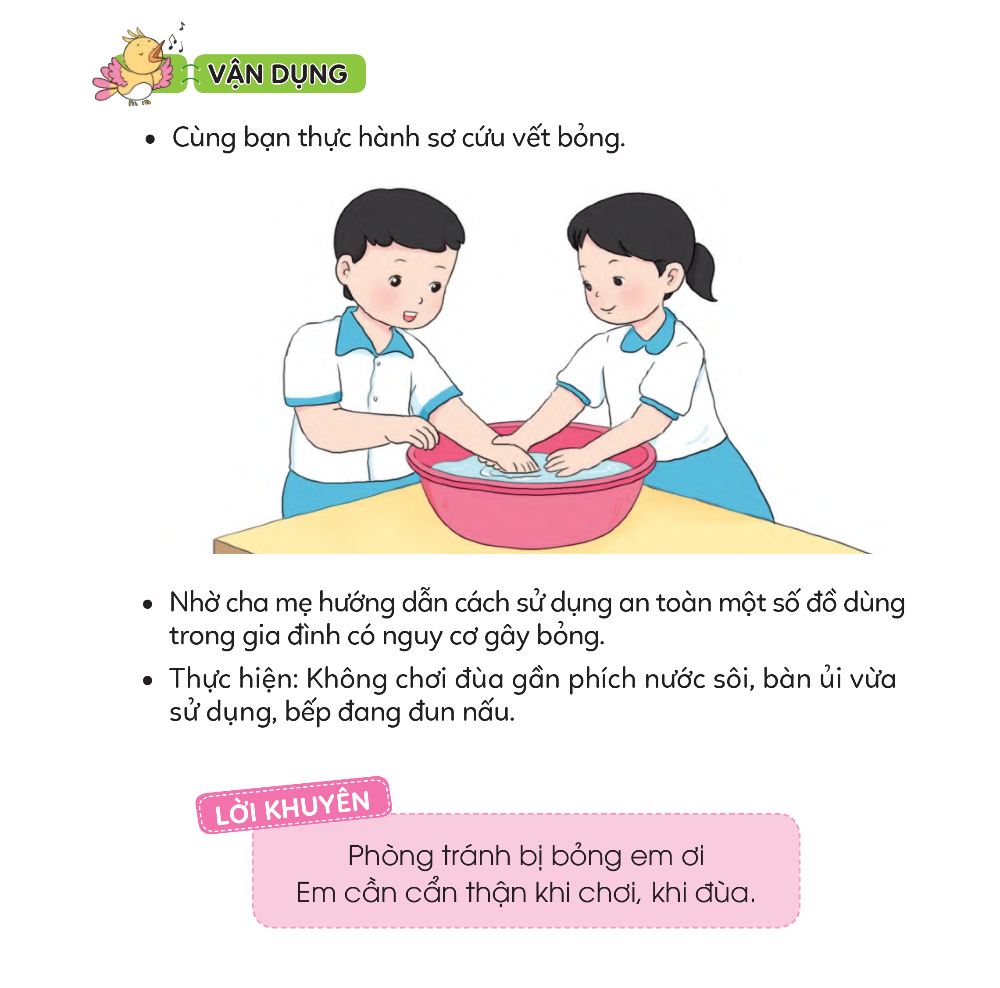 VẬN DỤNG
• Cùng bạn thực hành sơ cứu vết bỏng.
• Nhờ cha mẹ hướng dẫn cách sử dụng an toàn một số đồ dùng
trong gia đình có nguy cơ gây bỏng.
• Thực hiện: Không chơi đùa gần phích nước sôi, bàn ủi vừa
sử dụng, bếp đang đun nấu.
LỜI KHUYÊN
Phòng tránh bị bỏng em ơi
Em cần cẩn thận khi chơi, khi đùa.